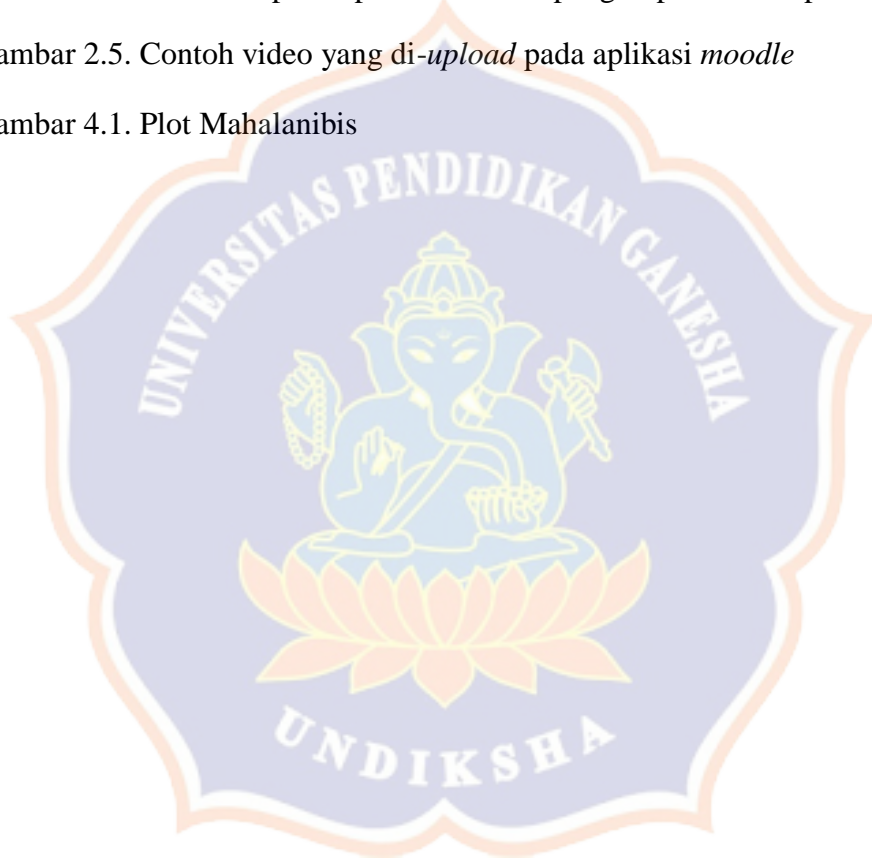 ambar 2.5. Contoh video yang di-upload pada aplikasi moodle
ambar 4.1. Plot Mahalanibis
UNIVERSITAS PENDIDIKAN GANESHA
UNDIKSHA